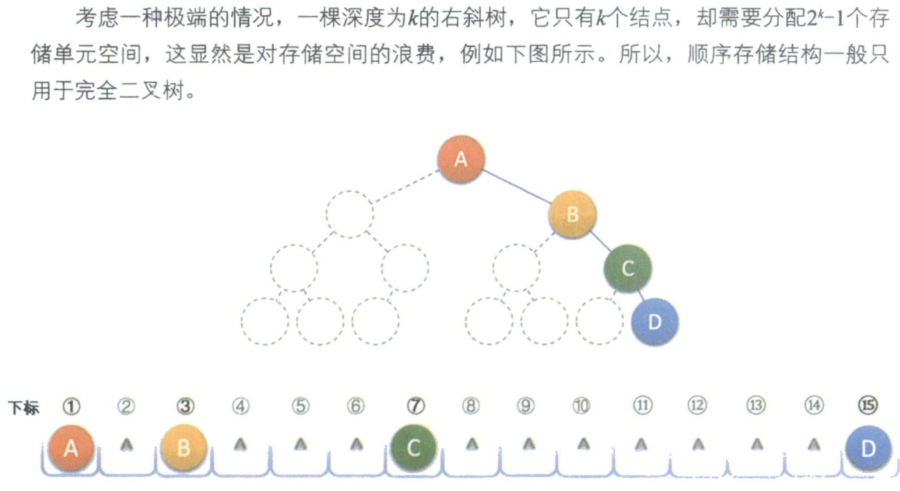 考虑一种极端的情况，一棵深度为k的右斜树，它只有k个结点，却需要分配2ᵏ-1个存
储单元空间，这显然是对存储空间的浪费，例如下图所示。所以，顺序存储结构一般只
用于完全二叉树。
A
B
C
D
下标 ① ② ③ ④ ⑤ ⑥ ⑦ ⑧ ⑨ ⑩ ⑪ ⑫ ⑬ ⑭ ⑮
A ^ B ^ ^ ^ C ^ ^ ^ ^ ^ ^ ^ D